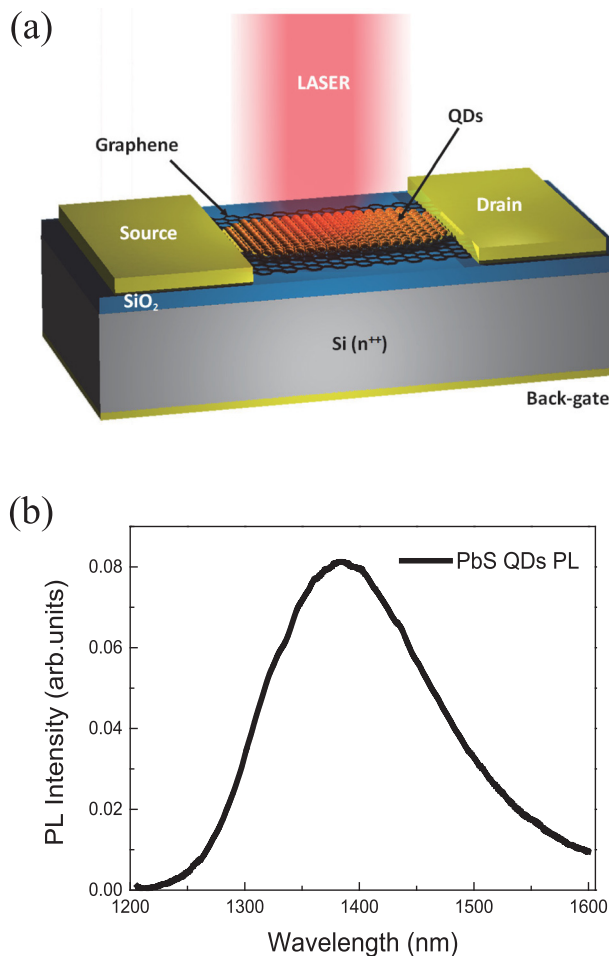 (a)
LASER
QDs
Graphene
Drain
Source
SiO₂
Si (n⁺⁺)
Back-gate
(b)
0.08
PbS QDs PL
0.06
0.04
0.02
0.00
PL Intensity (arb.units)
1200 1300 1400 1500 1600
Wavelength (nm)